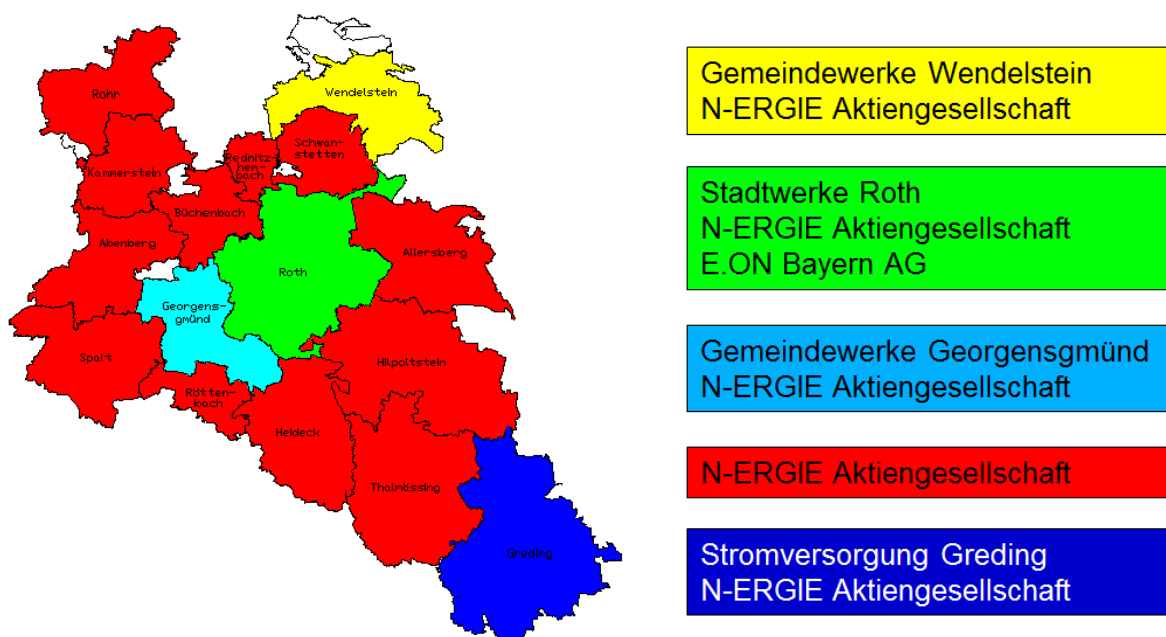 Rohr
Wendelstein
Schwan-
stetten
Rednitz-
hem-
bach
Kammerstein
Büchenbach
Abenberg
Allersberg
Roth
Georgens-
gmünd
Spalt
Hilpoltstein
Rötten-
bach
Heideck
Thalmässing
Greding
Gemeindewerke Wendelstein
N-ERGIE Aktiengesellschaft
Stadtwerke Roth
N-ERGIE Aktiengesellschaft
E.ON Bayern AG
Gemeindewerke Georgensgmünd
N-ERGIE Aktiengesellschaft
N-ERGIE Aktiengesellschaft
Stromversorgung Greding
N-ERGIE Aktiengesellschaft